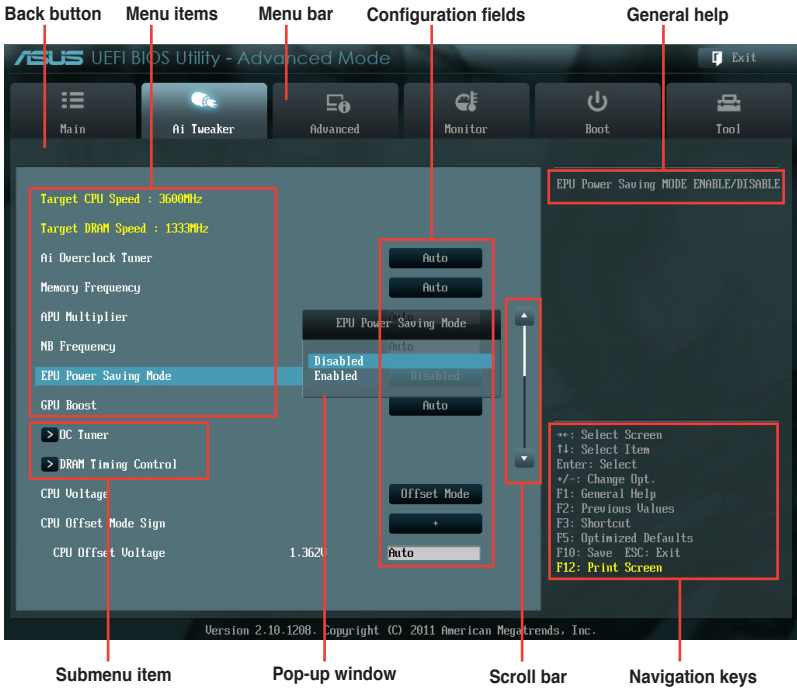 Back button Menu items Menu bar Configuration fields General help
ASUS UEFI BIOS Utility - Advanced Mode Exit
Main Ai Tweaker Advanced Monitor Boot Tool
EPU Power Saving MODE ENABLE/DISABLE
Target CPU Speed : 3600MHz
Target DRAM Speed : 1333MHz
Ai Overclock Tuner Auto
Memory Frequency Auto
APU Multiplier Auto
NB Frequency Auto
EPU Power Saving Mode Disabled
GPU Boost Auto
EPU Power Saving Mode
Disabled
Enabled
> OC Tuner
> DRAM Timing Control
CPU Voltage Offset Mode
CPU Offset Mode Sign +
CPU Offset Voltage 1.362V Auto
→←: Select Screen
↑↓: Select Item
Enter: Select
+/-: Change Opt.
F1: General Help
F2: Previous Values
F3: Shortcut
F5: Optimized Defaults
F10: Save ESC: Exit
F12: Print Screen
Version 2.10.1208. Copyright (C) 2011 American Megatrends, Inc.
Submenu item Pop-up window Scroll bar Navigation keys